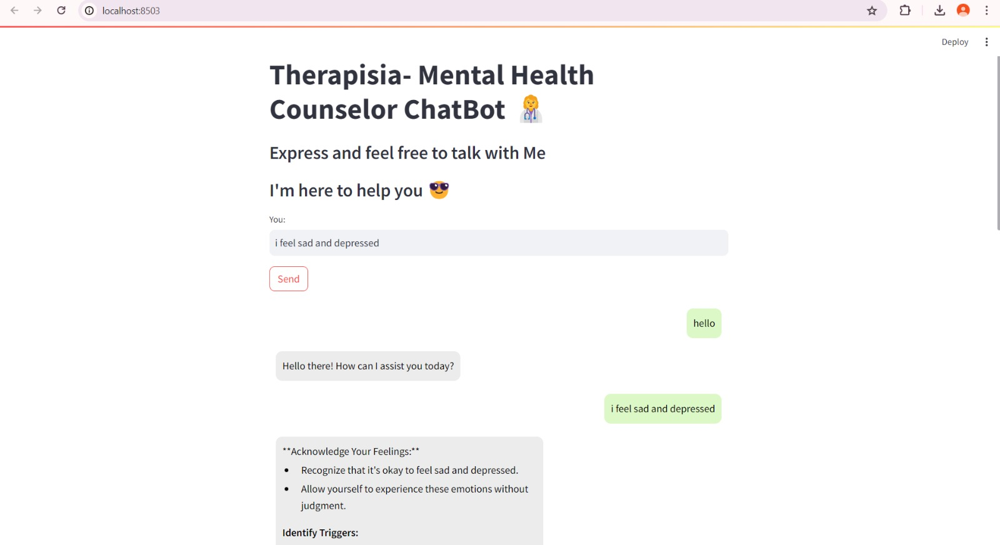 localhost:8503
Deploy
Therapisia- Mental Health
Counselor ChatBot
Express and feel free to talk with Me
I'm here to help you 😎
You:
i feel sad and depressed
Send
hello
Hello there! How can I assist you today?
i feel sad and depressed
**Acknowledge Your Feelings:**
• Recognize that it's okay to feel sad and depressed.
• Allow yourself to experience these emotions without
judgment.
Identify Triggers: